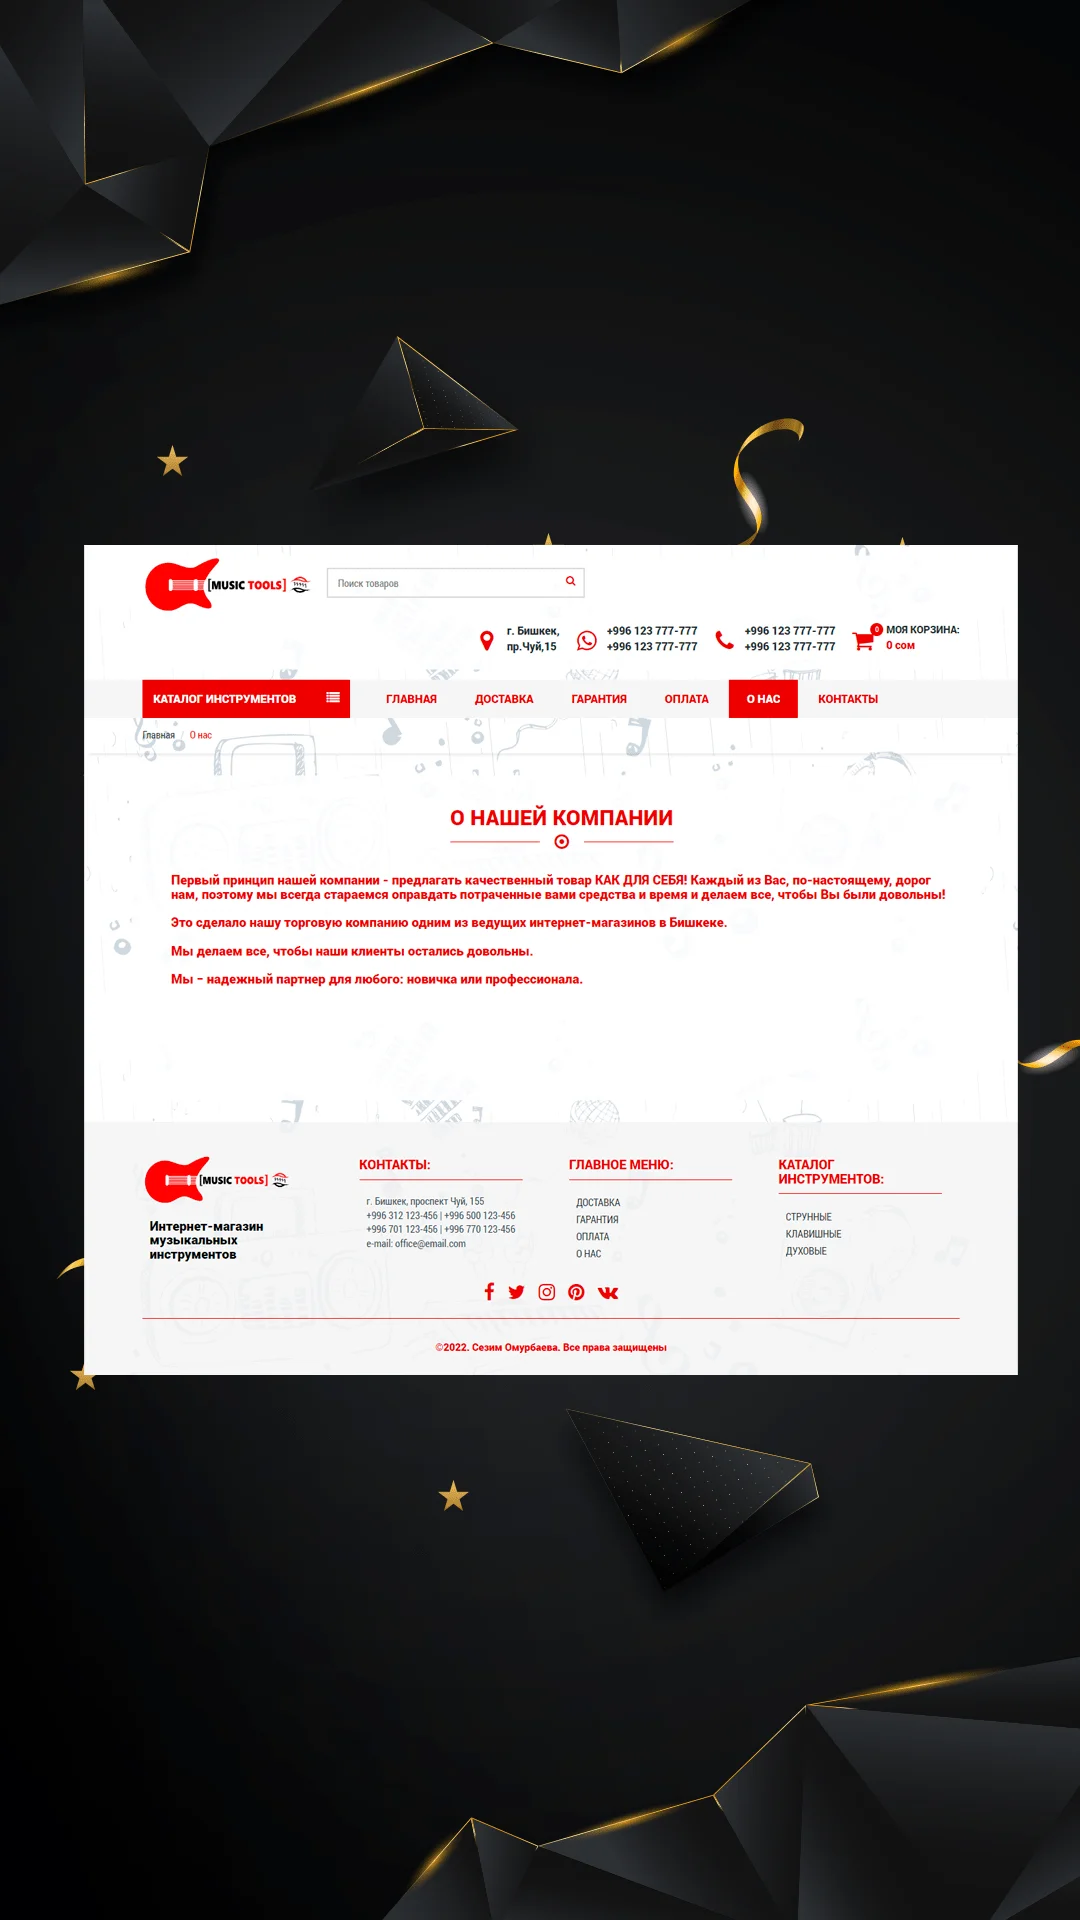 [MUSIC TOOLS]
Поиск товаров
г. Бишкек,
пр.Чуй,15
+996 123 777-777
+996 123 777-777
+996 123 777-777
+996 123 777-777
0
МОЯ КОРЗИНА:
0 сом
КАТАЛОГ ИНСТРУМЕНТОВ
ГЛАВНАЯ
ДОСТАВКА
ГАРАНТИЯ
ОПЛАТА
О НАС
КОНТАКТЫ
Главная / О нас
О НАШЕЙ КОМПАНИИ
Первый принцип нашей компании - предлагать качественный товар КАК ДЛЯ СЕБЯ! Каждый из Вас, по-настоящему, дорог
нам, поэтому мы всегда стараемся оправдать потраченные вами средства и время и делаем все, чтобы Вы были довольны!
Это сделало нашу торговую компанию одним из ведущих интернет-магазинов в Бишкеке.
Мы делаем все, чтобы наши клиенты остались довольны.
Мы – надежный партнер для любого: новичка или профессионала.
[MUSIC TOOLS]
Интернет-магазин
музыкальных
инструментов
КОНТАКТЫ:
г. Бишкек, проспект Чуй, 155
+996 312 123-456 | +996 500 123-456
+996 701 123-456 | +996 770 123-456
e-mail: office@email.com
ГЛАВНОЕ МЕНЮ:
ДОСТАВКА
ГАРАНТИЯ
ОПЛАТА
О НАС
КАТАЛОГ
ИНСТРУМЕНТОВ:
СТРУННЫЕ
КЛАВИШНЫЕ
ДУХОВЫЕ
©2022. Сезим Омурбаева. Все права защищены